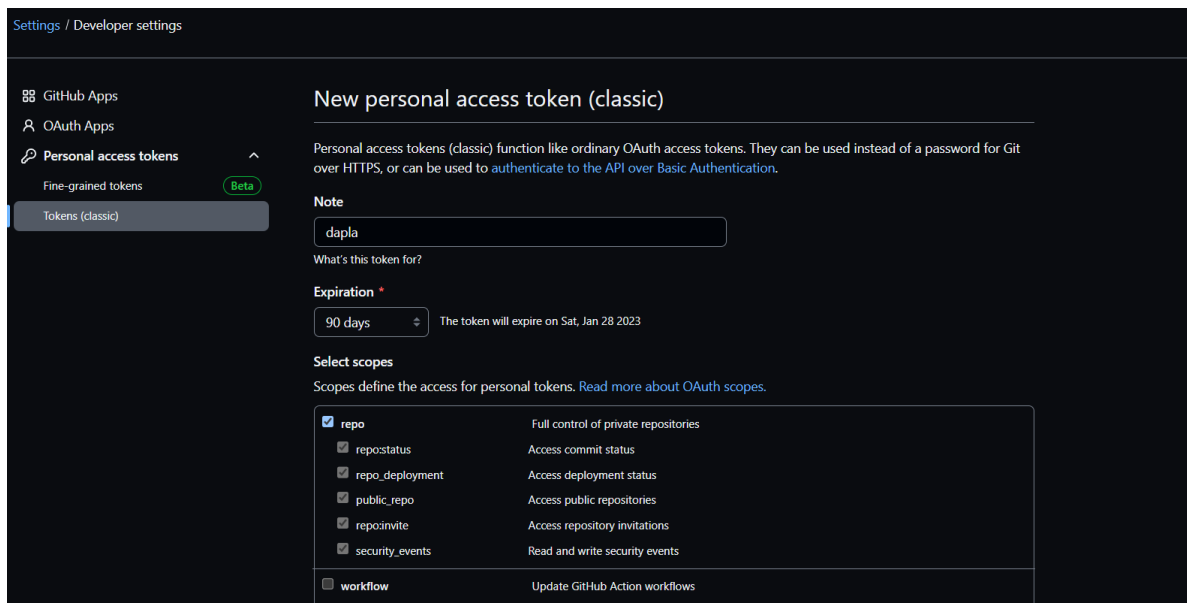 Settings / Developer settings
GitHub Apps
OAuth Apps
Personal access tokens
Fine-grained tokens Beta
Tokens (classic)
New personal access token (classic)
Personal access tokens (classic) function like ordinary OAuth access tokens. They can be used instead of a password for Git
over HTTPS, or can be used to authenticate to the API over Basic Authentication.
Note
dapla
What's this token for?
Expiration *
90 days The token will expire on Sat, Jan 28 2023
Select scopes
Scopes define the access for personal tokens. Read more about OAuth scopes.
repo Full control of private repositories
repo:status Access commit status
repo_deployment Access deployment status
public_repo Access public repositories
repo:invite Access repository invitations
security_events Read and write security events
workflow Update GitHub Action workflows